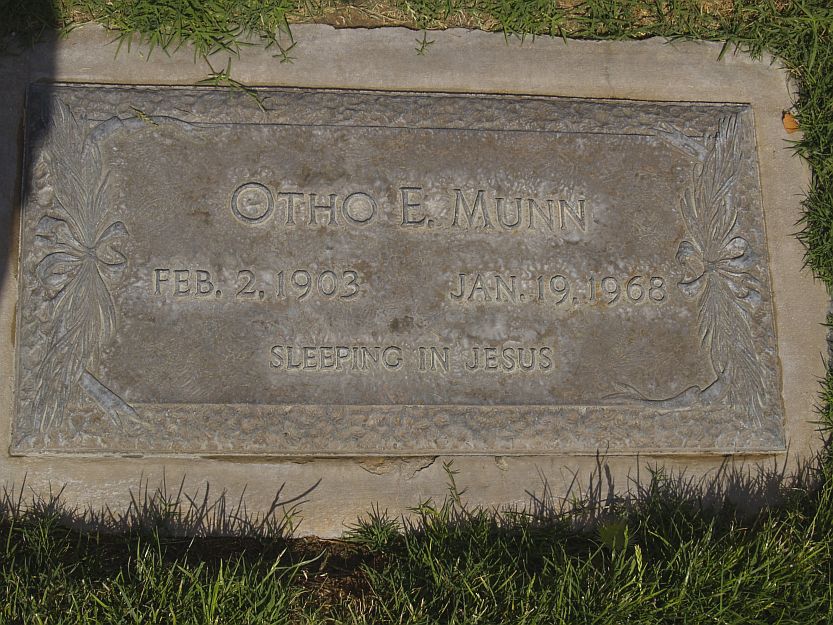 OTHO E. MUNN
FEB. 2, 1903 JAN. 19, 1968
SLEEPING IN JESUS